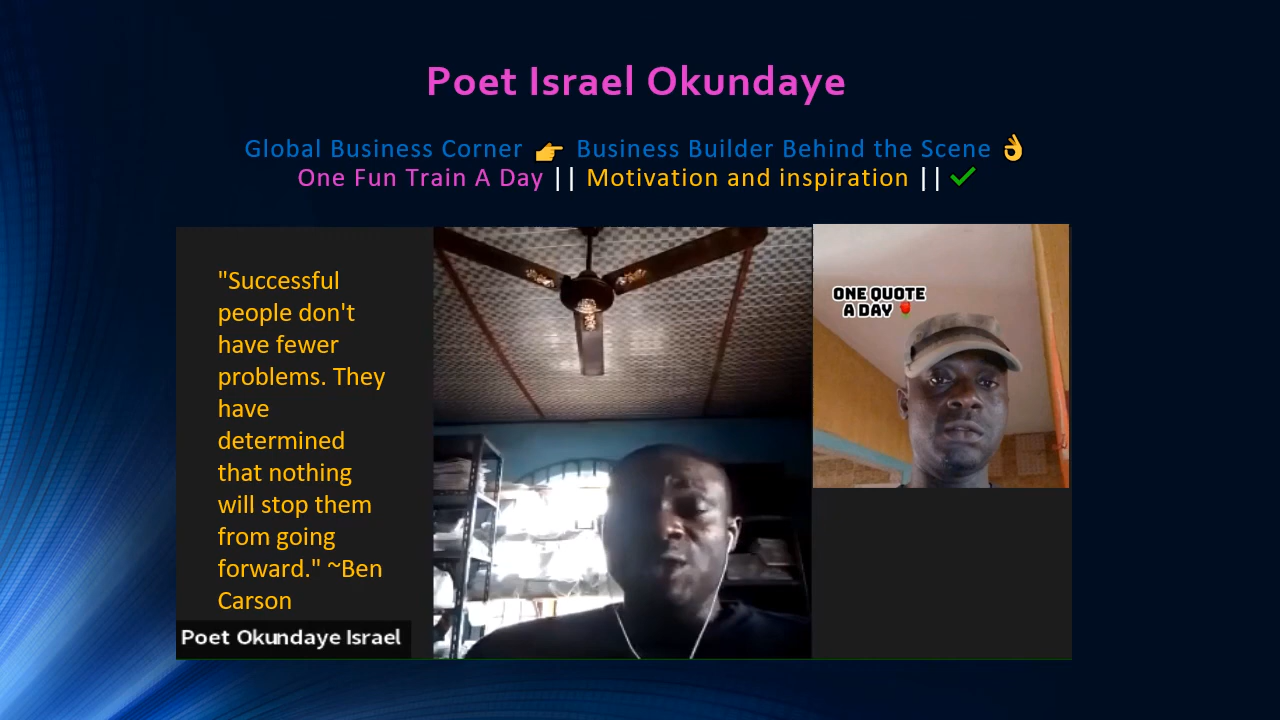 Poet Israel Okundaye
Global Business Corner 👉 Business Builder Behind the Scene 👌
One Fun Train A Day || Motivation and inspiration || ✔
"Successful
people don't
have fewer
problems. They
have
determined
that nothing
will stop them
from going
forward." ~Ben
Carson
Poet Okundaye Israel
ONE QUOTE
A DAY 🌹